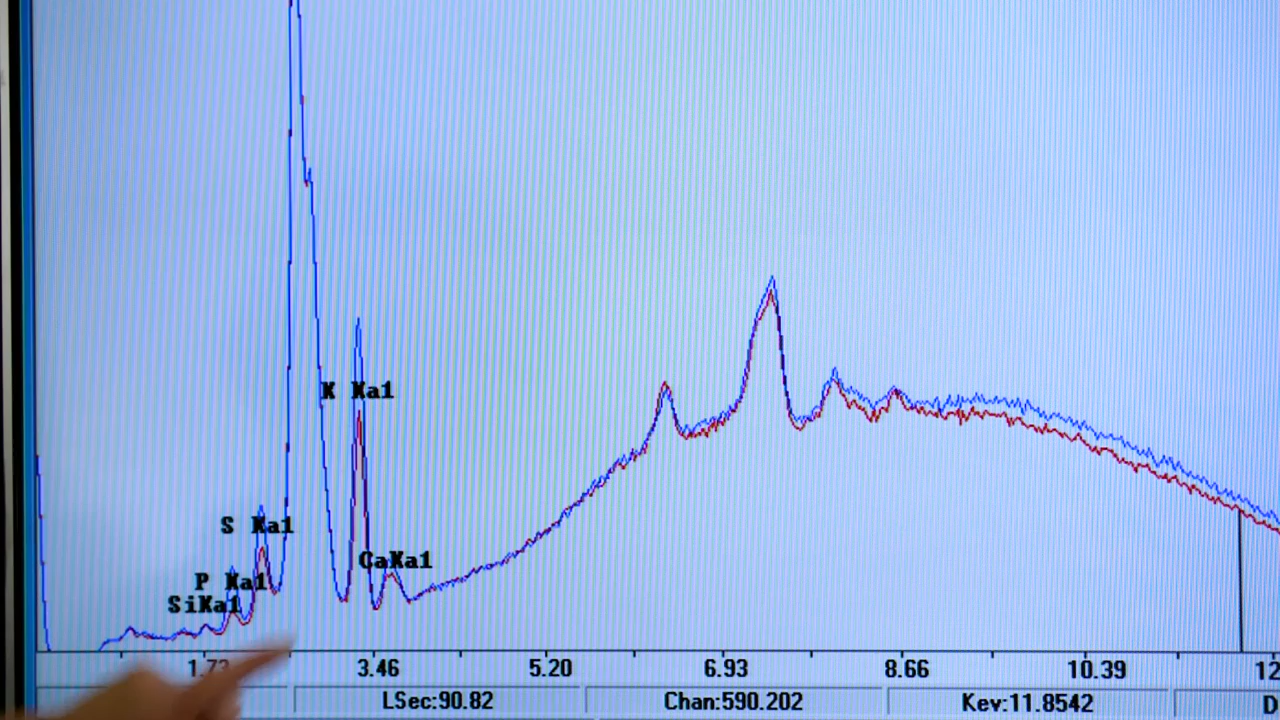 K Ka1
S Ka1
CaKa1
P Ka1
SiKa1
3.46 5.20 6.93 8.66 10.39 12
LSec:90.82 Chan:590.202 Kev:11.8542 D